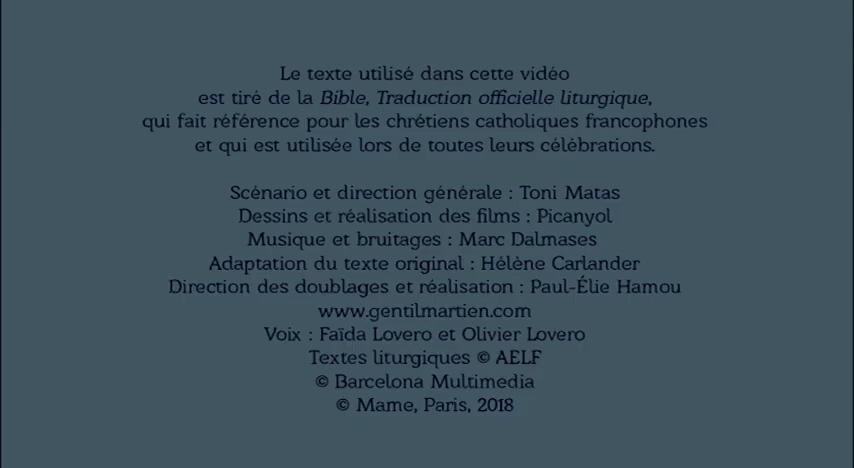 Le texte utilisé dans cette vidéo
est tiré de la Bible, Traduction officielle liturgique,
qui fait référence pour les chrétiens catholiques francophones
et qui est utilisée lors de toutes leurs célébrations.
Scénario et direction générale : Toni Matas
Dessins et réalisation des films : Picanyol
Musique et bruitages : Marc Dalmases
Adaptation du texte original : Hélène Carlander
Direction des doublages et réalisation : Paul-Élie Hamou
www.gentilmartien.com
Voix : Faïda Lovero et Olivier Lovero
Textes liturgiques © AELF
© Barcelona Multimedia
© Mame, Paris, 2018